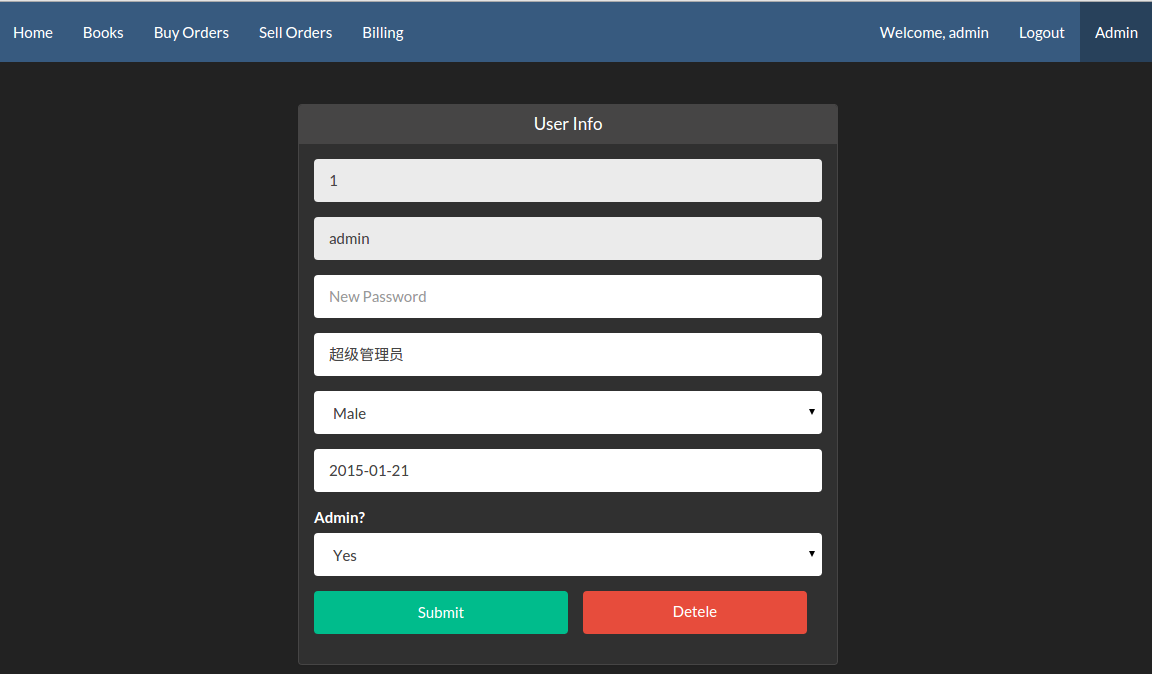 Home Books Buy Orders Sell Orders Billing Welcome, admin Logout Admin
User Info
1
admin
New Password
超级管理员
Male
2015-01-21
Admin?
Yes
Submit Detele